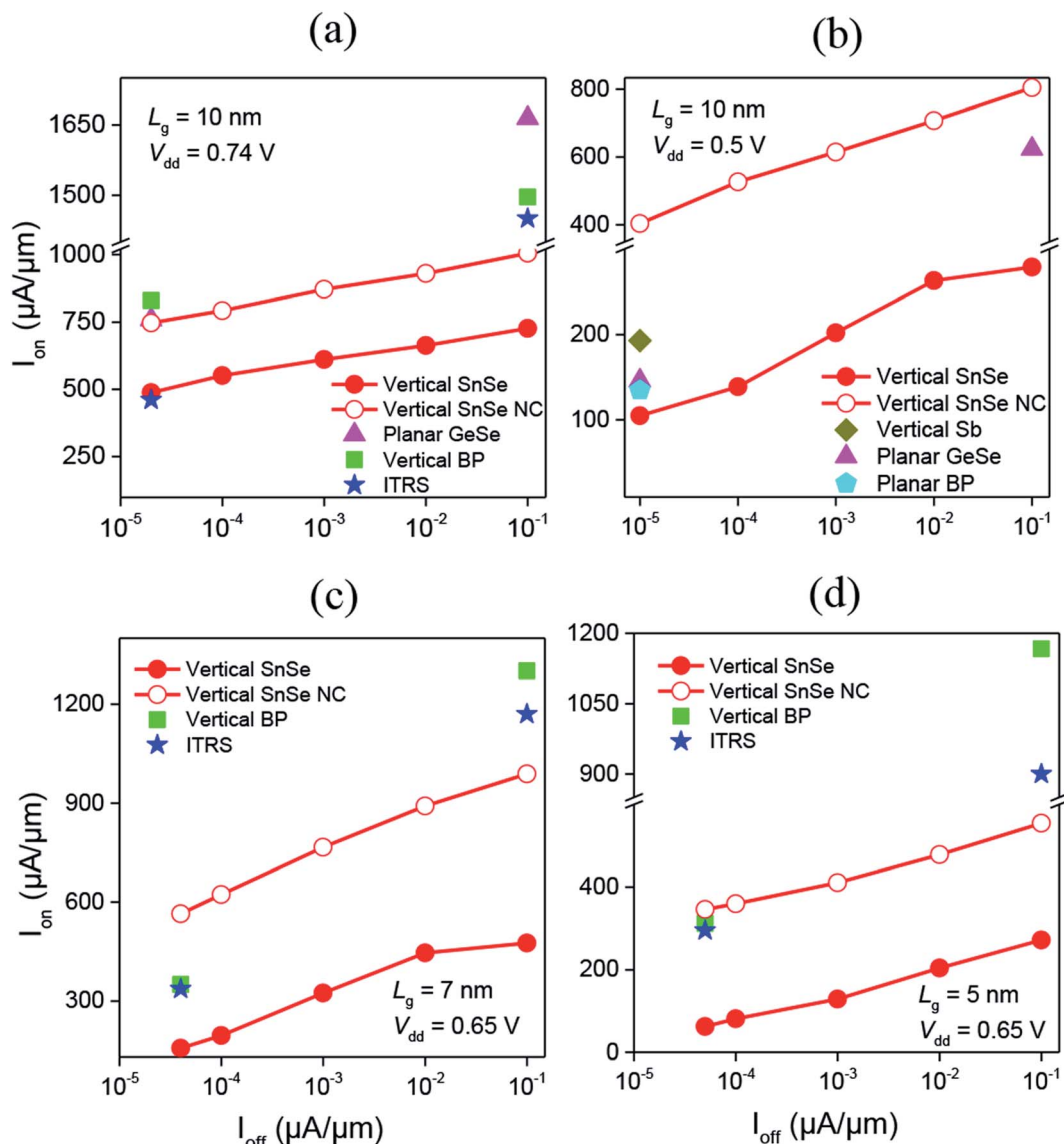 (a)
1650
1500
1000
750
500
250
I_on (µA/µm)
L_g = 10 nm
V_dd = 0.74 V
Vertical SnSe
Vertical SnSe NC
Planar GeSe
Vertical BP
ITRS
10^-5 10^-4 10^-3 10^-2 10^-1
(b)
800
600
400
200
100
L_g = 10 nm
V_dd = 0.5 V
Vertical SnSe
Vertical SnSe NC
Vertical Sb
Planar GeSe
Planar BP
10^-5 10^-4 10^-3 10^-2 10^-1
(c)
1200
900
600
300
I_on (µA/µm)
Vertical SnSe
Vertical SnSe NC
Vertical BP
ITRS
L_g = 7 nm
V_dd = 0.65 V
10^-5 10^-4 10^-3 10^-2 10^-1
I_off (µA/µm)
(d)
1200
900
400
200
0
Vertical SnSe
Vertical SnSe NC
Vertical BP
ITRS
L_g = 5 nm
V_dd = 0.65 V
10^-5 10^-4 10^-3 10^-2 10^-1
I_off (µA/µm)